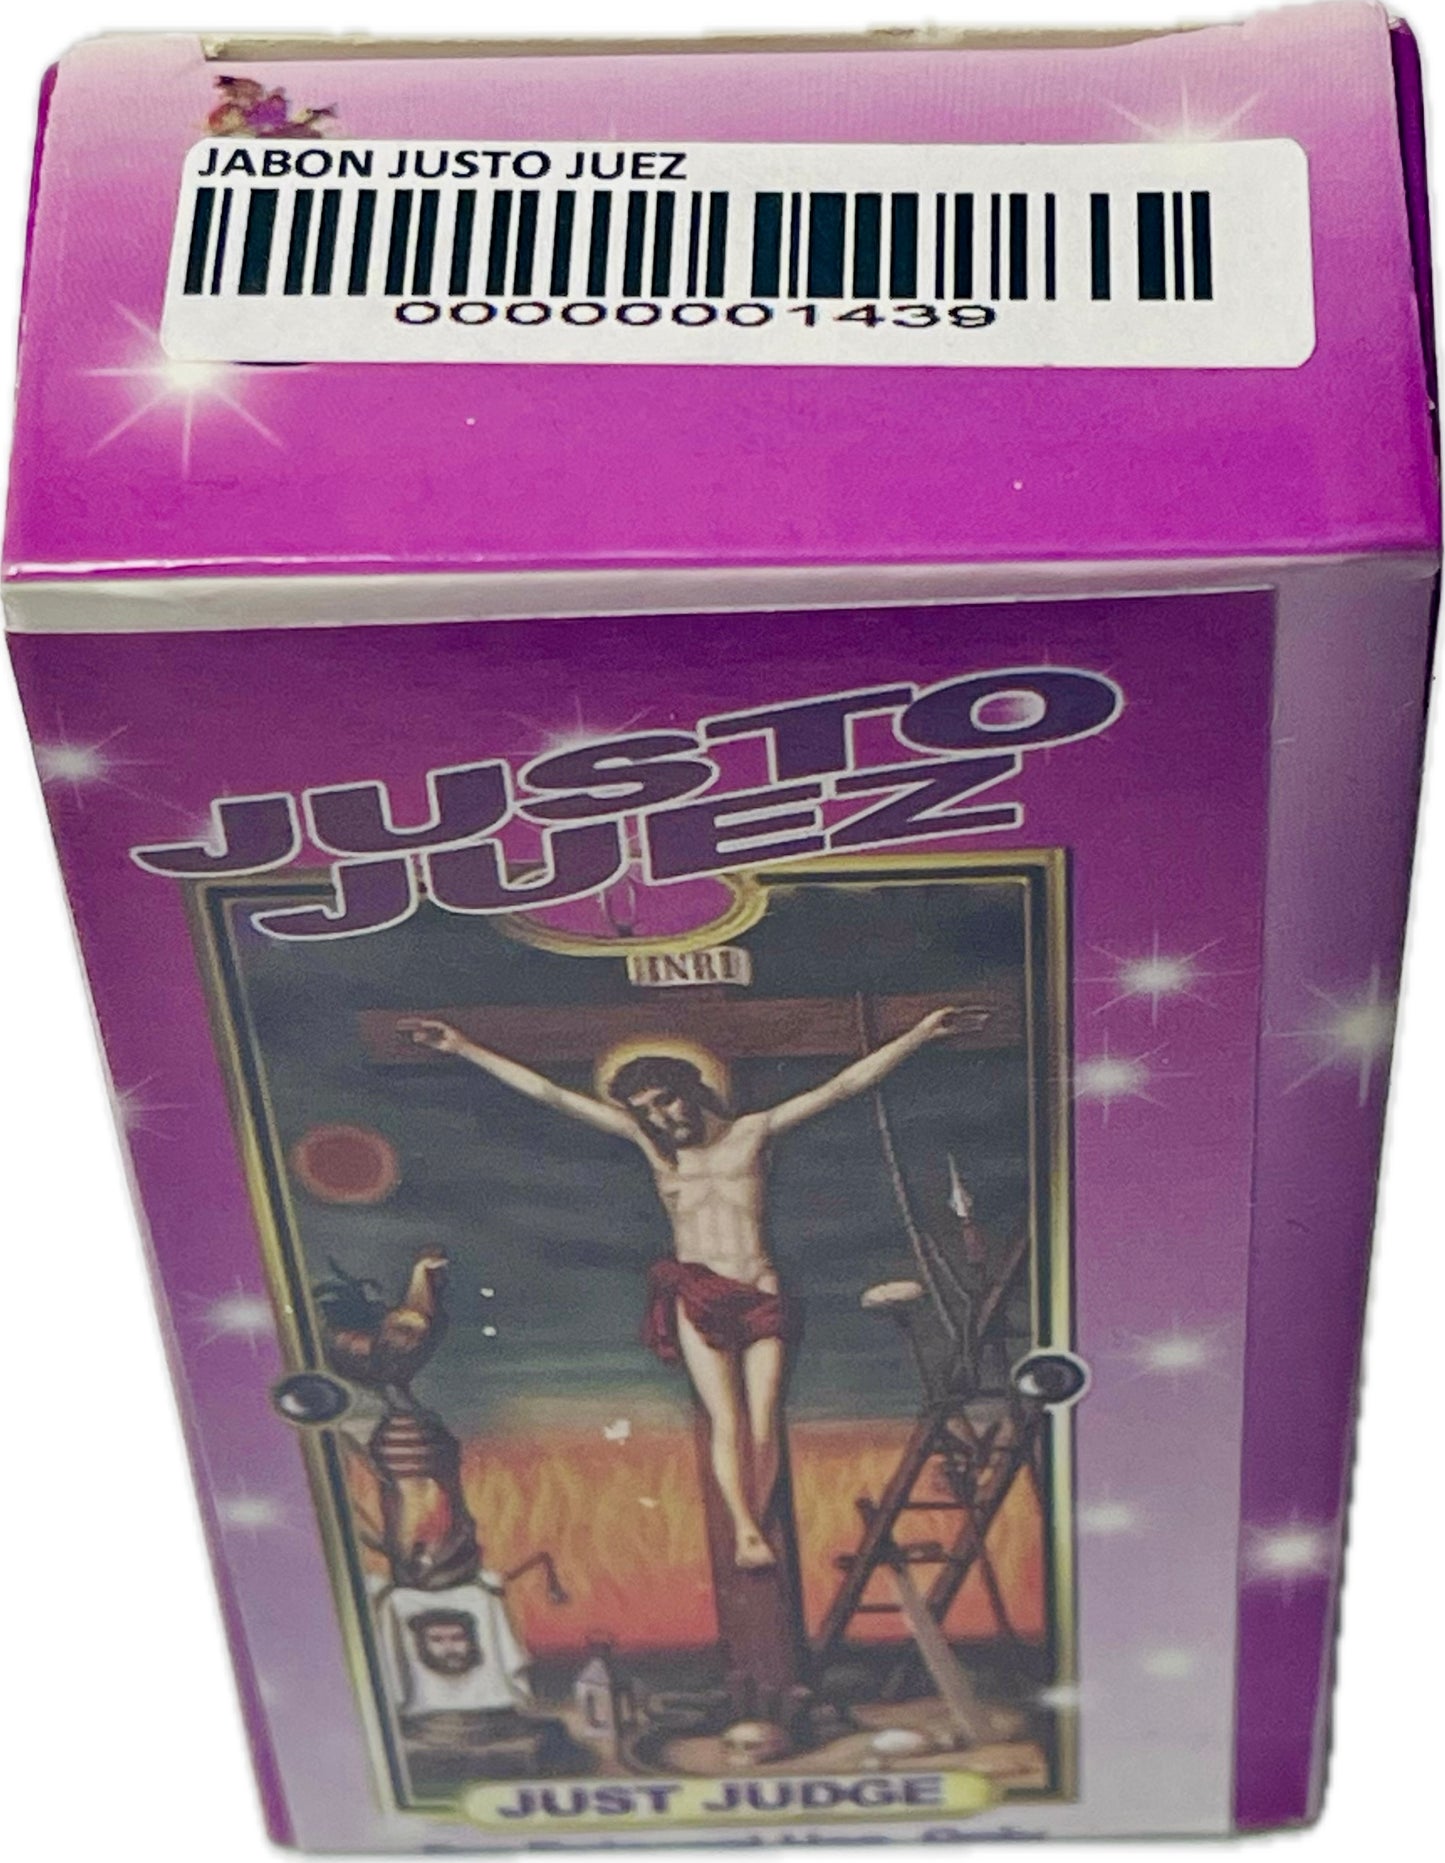 JABON JUSTO JUEZ
00000001439
JUSTO
JUEZ
INRI
JUST JUDGE